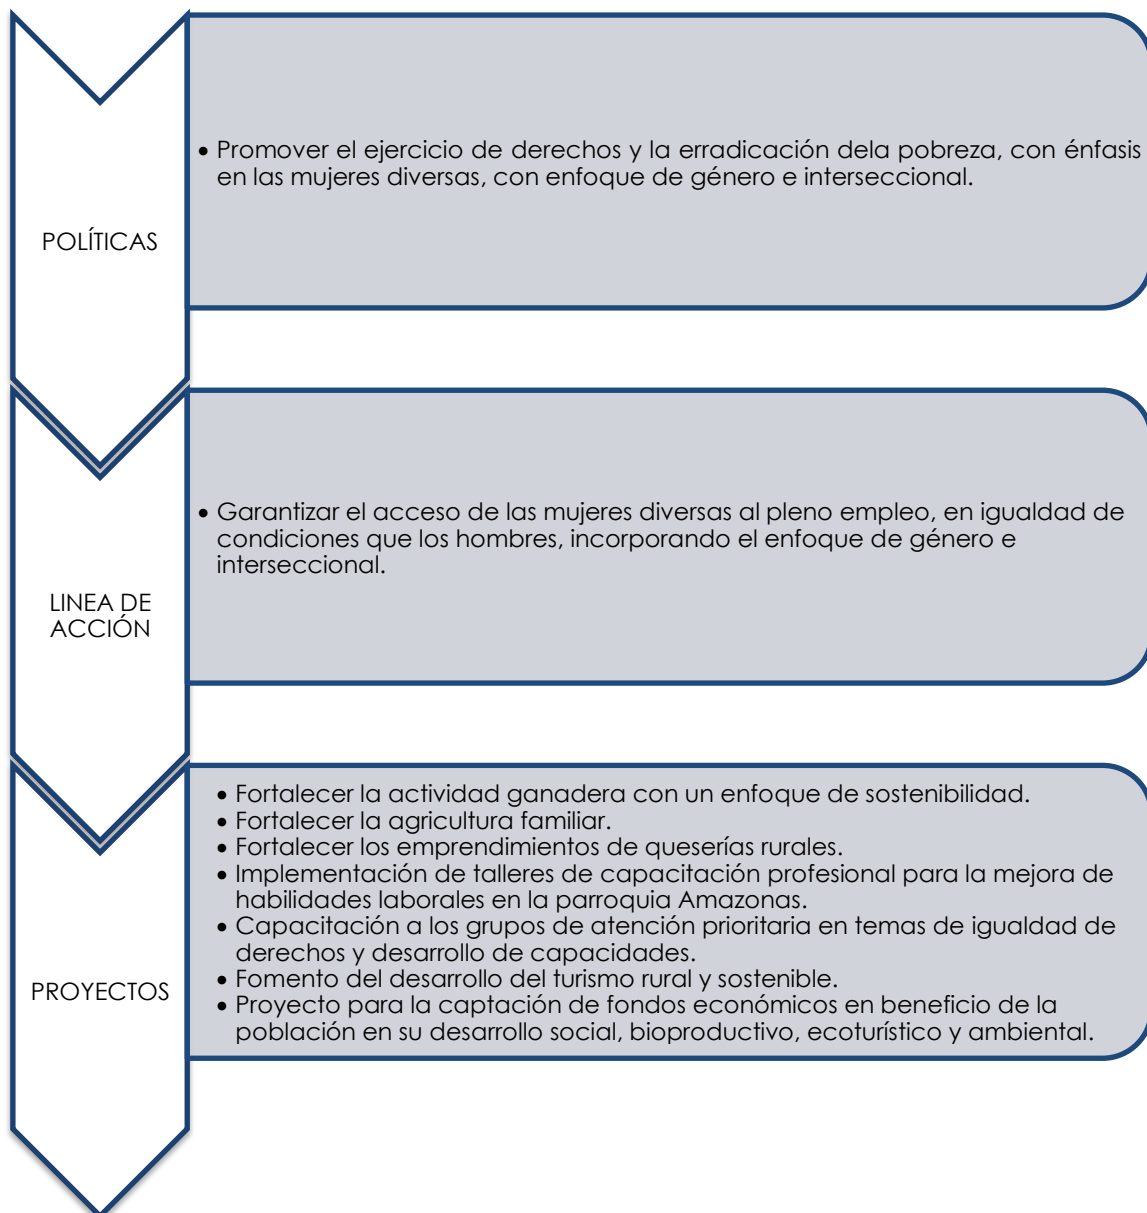 POLÍTICAS
• Promover el ejercicio de derechos y la erradicación dela pobreza, con énfasis
en las mujeres diversas, con enfoque de género e interseccional.
LINEA DE
ACCIÓN
• Garantizar el acceso de las mujeres diversas al pleno empleo, en igualdad de
condiciones que los hombres, incorporando el enfoque de género e
interseccional.
PROYECTOS
• Fortalecer la actividad ganadera con un enfoque de sostenibilidad.
• Fortalecer la agricultura familiar.
• Fortalecer los emprendimientos de queserías rurales.
• Implementación de talleres de capacitación profesional para la mejora de
habilidades laborales en la parroquia Amazonas.
• Capacitación a los grupos de atención prioritaria en temas de igualdad de
derechos y desarrollo de capacidades.
• Fomento del desarrollo del turismo rural y sostenible.
• Proyecto para la captación de fondos económicos en beneficio de la
población en su desarrollo social, bioproductivo, ecoturístico y ambiental.